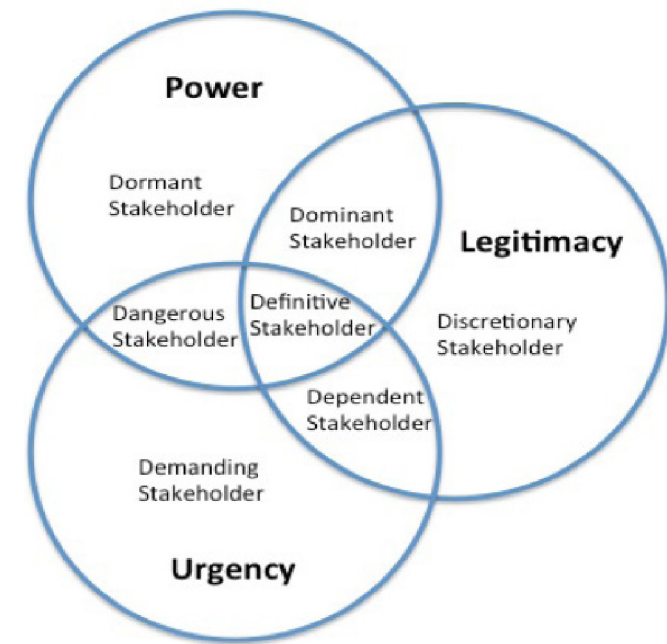 Power
Dormant
Stakeholder
Dominant
Stakeholder
Legitimacy
Dangerous
Stakeholder
Definitive
Stakeholder
Discretionary
Stakeholder
Dependent
Stakeholder
Demanding
Stakeholder
Urgency